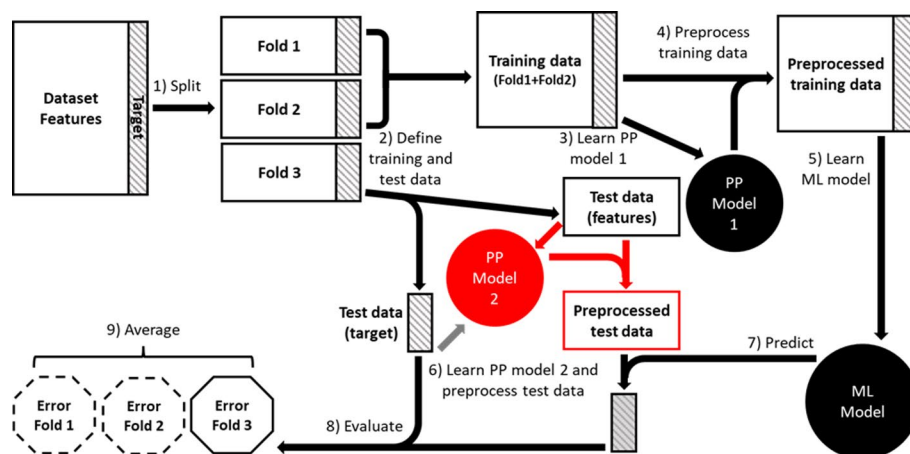 Dataset
Features
Target
1) Split
Fold 1
Fold 2
Fold 3
2) Define
training and
test data
Training data
(Fold1+Fold2)
3) Learn PP
model 1
4) Preprocess
training data
PP
Model
1
Preprocessed
training data
5) Learn
ML model
Test data
(features)
PP
Model
2
Test data
(target)
Preprocessed
test data
6) Learn PP model 2 and
preprocess test data
7) Predict
ML
Model
8) Evaluate
9) Average
Error
Fold 1
Error
Fold 2
Error
Fold 3